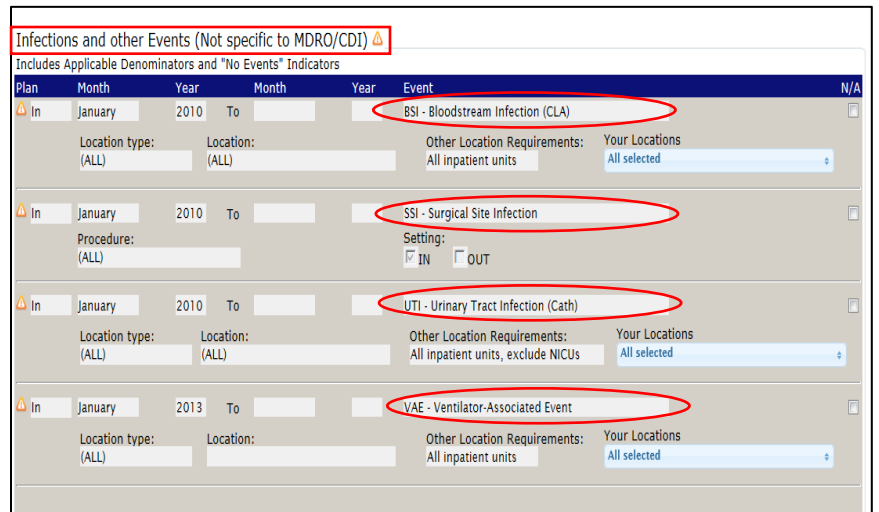 Infections and other Events (Not specific to MDRO/CDI)
Includes Applicable Denominators and "No Events" Indicators
Plan Month Year Month Year Event N/A
In January 2010 To BSI - Bloodstream Infection (CLA)
Location type: Location: Other Location Requirements: Your Locations
(ALL) (ALL) All inpatient units All selected
In January 2010 To SSI - Surgical Site Infection
Procedure: Setting:
(ALL) IN OUT
In January 2010 To UTI - Urinary Tract Infection (Cath)
Location type: Location: Other Location Requirements: Your Locations
(ALL) (ALL) All inpatient units, exclude NICUs All selected
In January 2013 To VAE - Ventilator-Associated Event
Location type: Location: Other Location Requirements: Your Locations
(ALL) All inpatient units All selected